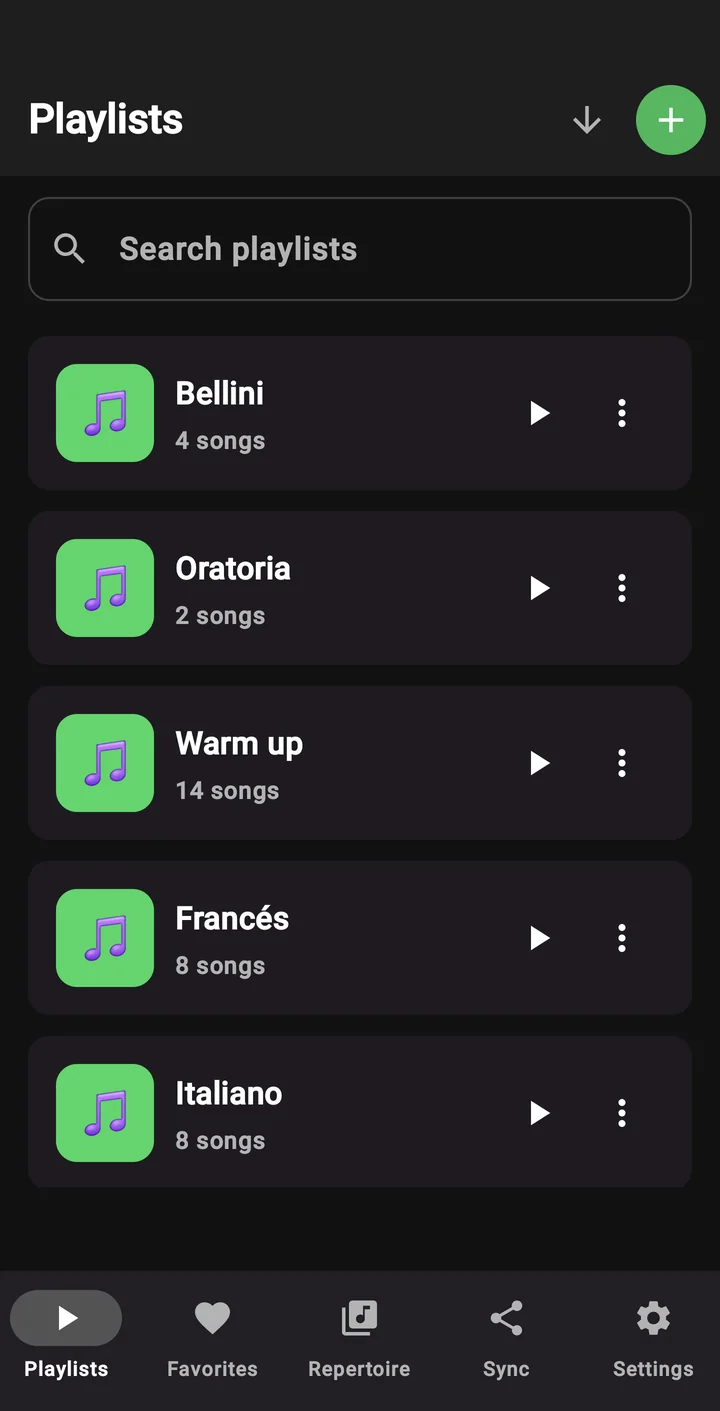 Playlists
Search playlists
Bellini
4 songs
Oratoria
2 songs
Warm up
14 songs
Francés
8 songs
Italiano
8 songs
Playlists
Favorites
Repertoire
Sync
Settings